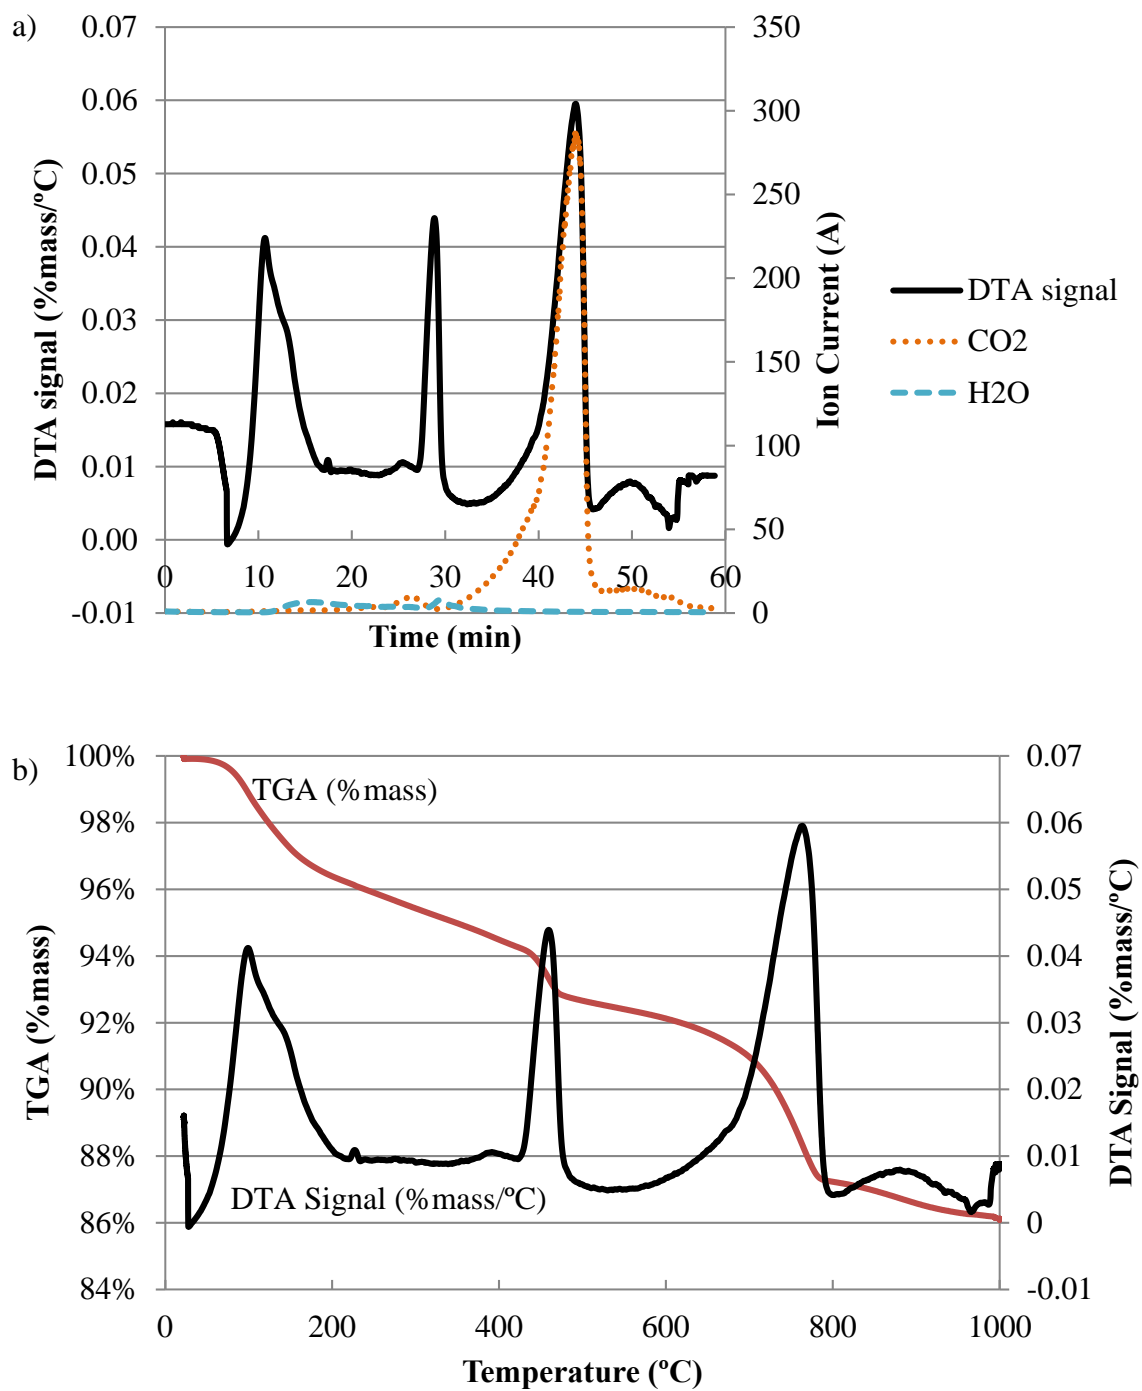 a)
0.07
0.06
0.05
0.04
0.03
0.02
0.01
0.00
-0.01
DTA signal (%mass/ºC)
0 10 20 30 40 50 60
Time (min)
350
300
250
200
150
100
50
0
Ion Current (A)
DTA signal
CO2
H2O
b)
100%
98%
96%
94%
92%
90%
88%
86%
84%
TGA (%mass)
TGA (%mass)
DTA Signal (%mass/ºC)
0.07
0.06
0.05
0.04
0.03
0.02
0.01
0
-0.01
DTA Signal (%mass/ºC)
0 200 400 600 800 1000
Temperature (ºC)